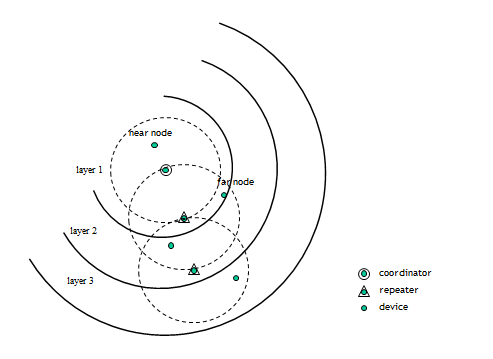 near node
layer 1
far node
layer 2
layer 3
coordinator
repeater
device